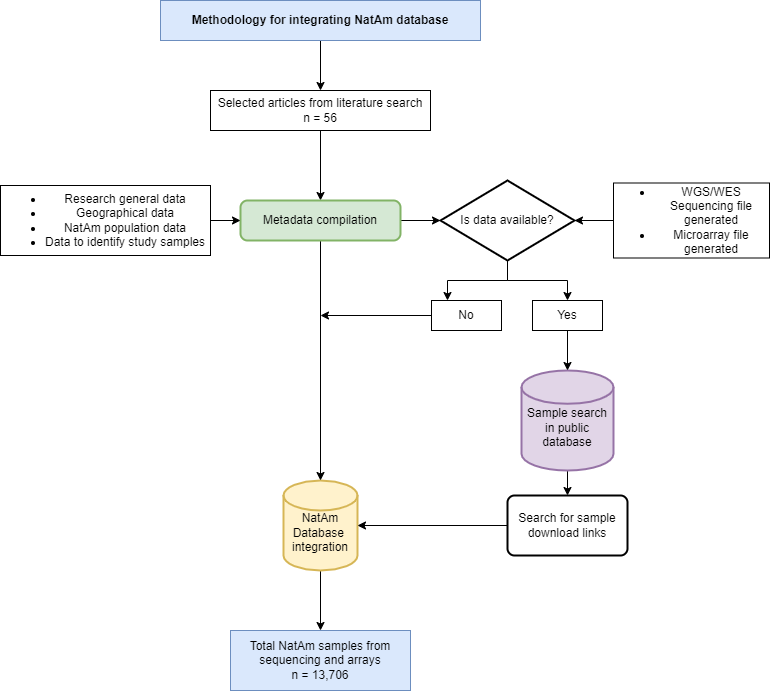 Methodology for integrating NatAm database
Selected articles from literature search
n = 56
• Research general data
• Geographical data
• NatAm population data
• Data to identify study samples
Metadata compilation
Is data available?
• WGS/WES
Sequencing file
generated
• Microarray file
generated
No
Yes
Sample search
in public
database
NatAm
Database
integration
Search for sample
download links
Total NatAm samples from
sequencing and arrays
n = 13,706